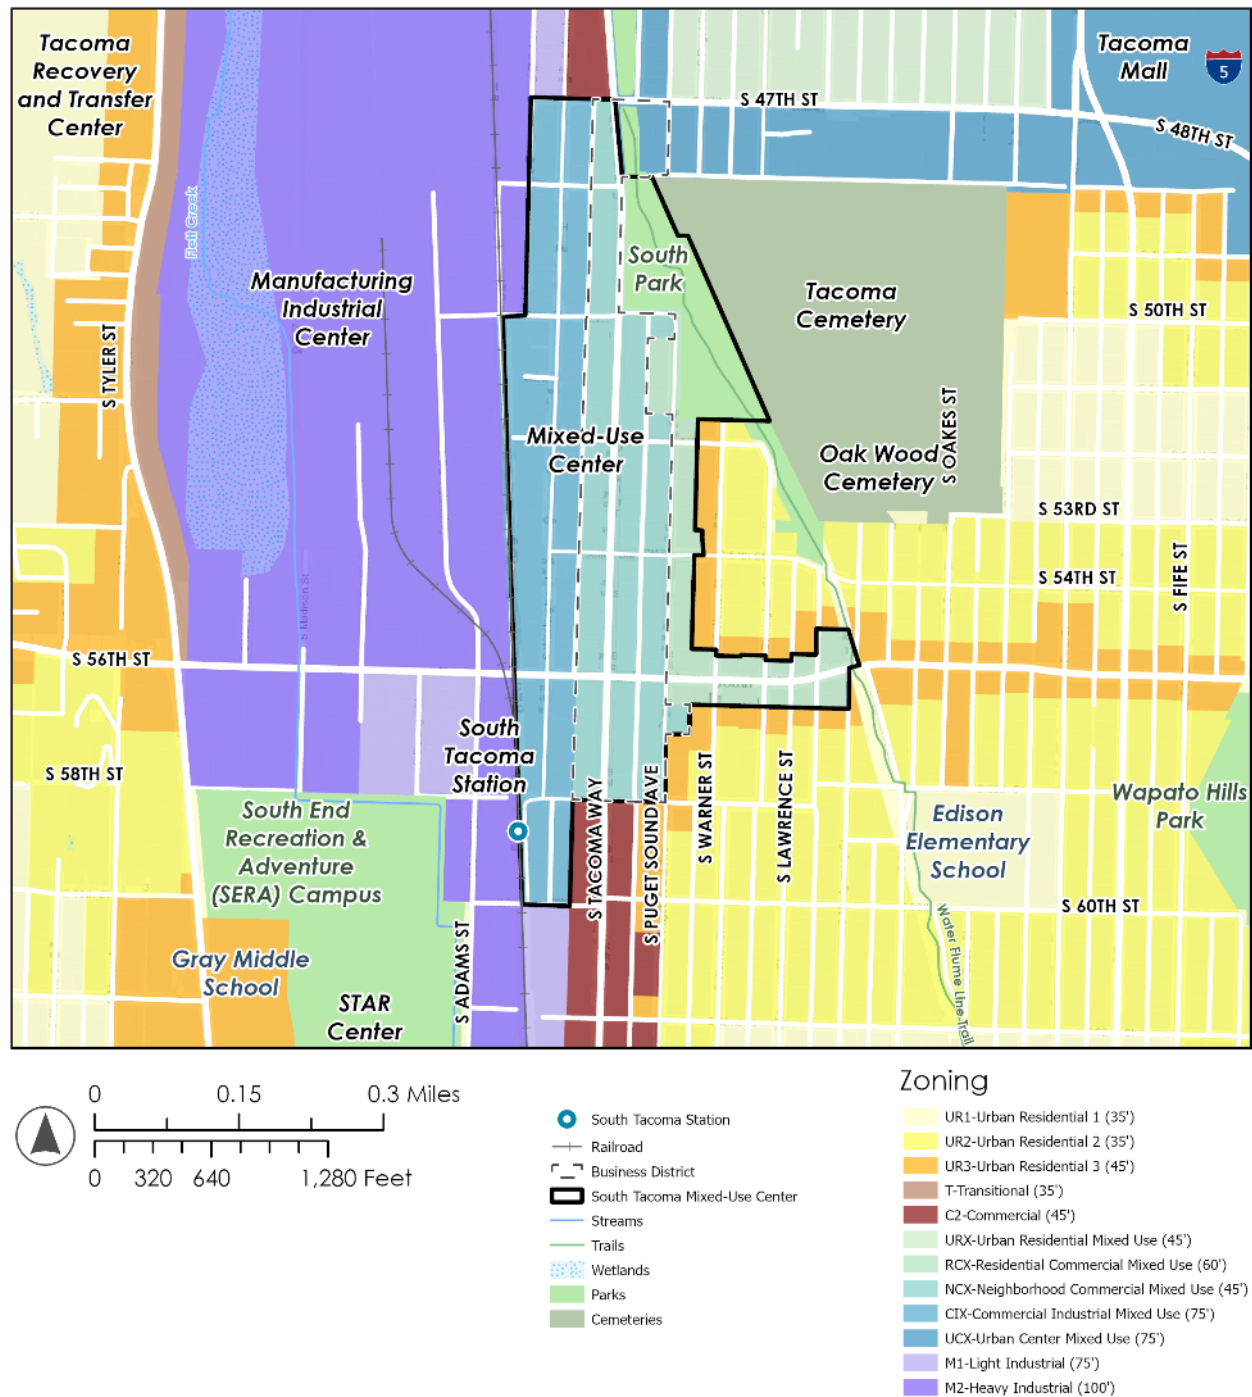 Tacoma
Recovery
and Transfer
Center
Tacoma
Mall
5
S 47TH ST
S 48TH ST
Flett Creek
Manufacturing
Industrial
Center
South
Park
Tacoma
Cemetery
S 50TH ST
S TYLER ST
S OAKES ST
Mixed-Use
Center
Oak Wood
Cemetery
S 53RD ST
S 54TH ST
S FIFE ST
S Madison St
S 56TH ST
South
Tacoma
Station
S 58TH ST
S TACOMA WAY
S PUGET SOUND AVE
S WARNER ST
S LAWRENCE ST
Wapato Hills
Park
South End
Recreation &
Adventure
(SERA) Campus
Edison
Elementary
School
S 60TH ST
Gray Middle
School
S ADAMS ST
Water Flume Line Trail
STAR
Center
0 0.15 0.3 Miles
0 320 640 1,280 Feet
South Tacoma Station
Railroad
Business District
South Tacoma Mixed-Use Center
Streams
Trails
Wetlands
Parks
Cemeteries
Zoning
UR1-Urban Residential 1 (35')
UR2-Urban Residential 2 (35')
UR3-Urban Residential 3 (45')
T-Transitional (35')
C2-Commercial (45')
URX-Urban Residential Mixed Use (45')
RCX-Residential Commercial Mixed Use (60')
NCX-Neighborhood Commercial Mixed Use (45')
CIX-Commercial Industrial Mixed Use (75')
UCX-Urban Center Mixed Use (75')
M1-Light Industrial (75')
M2-Heavy Industrial (100')